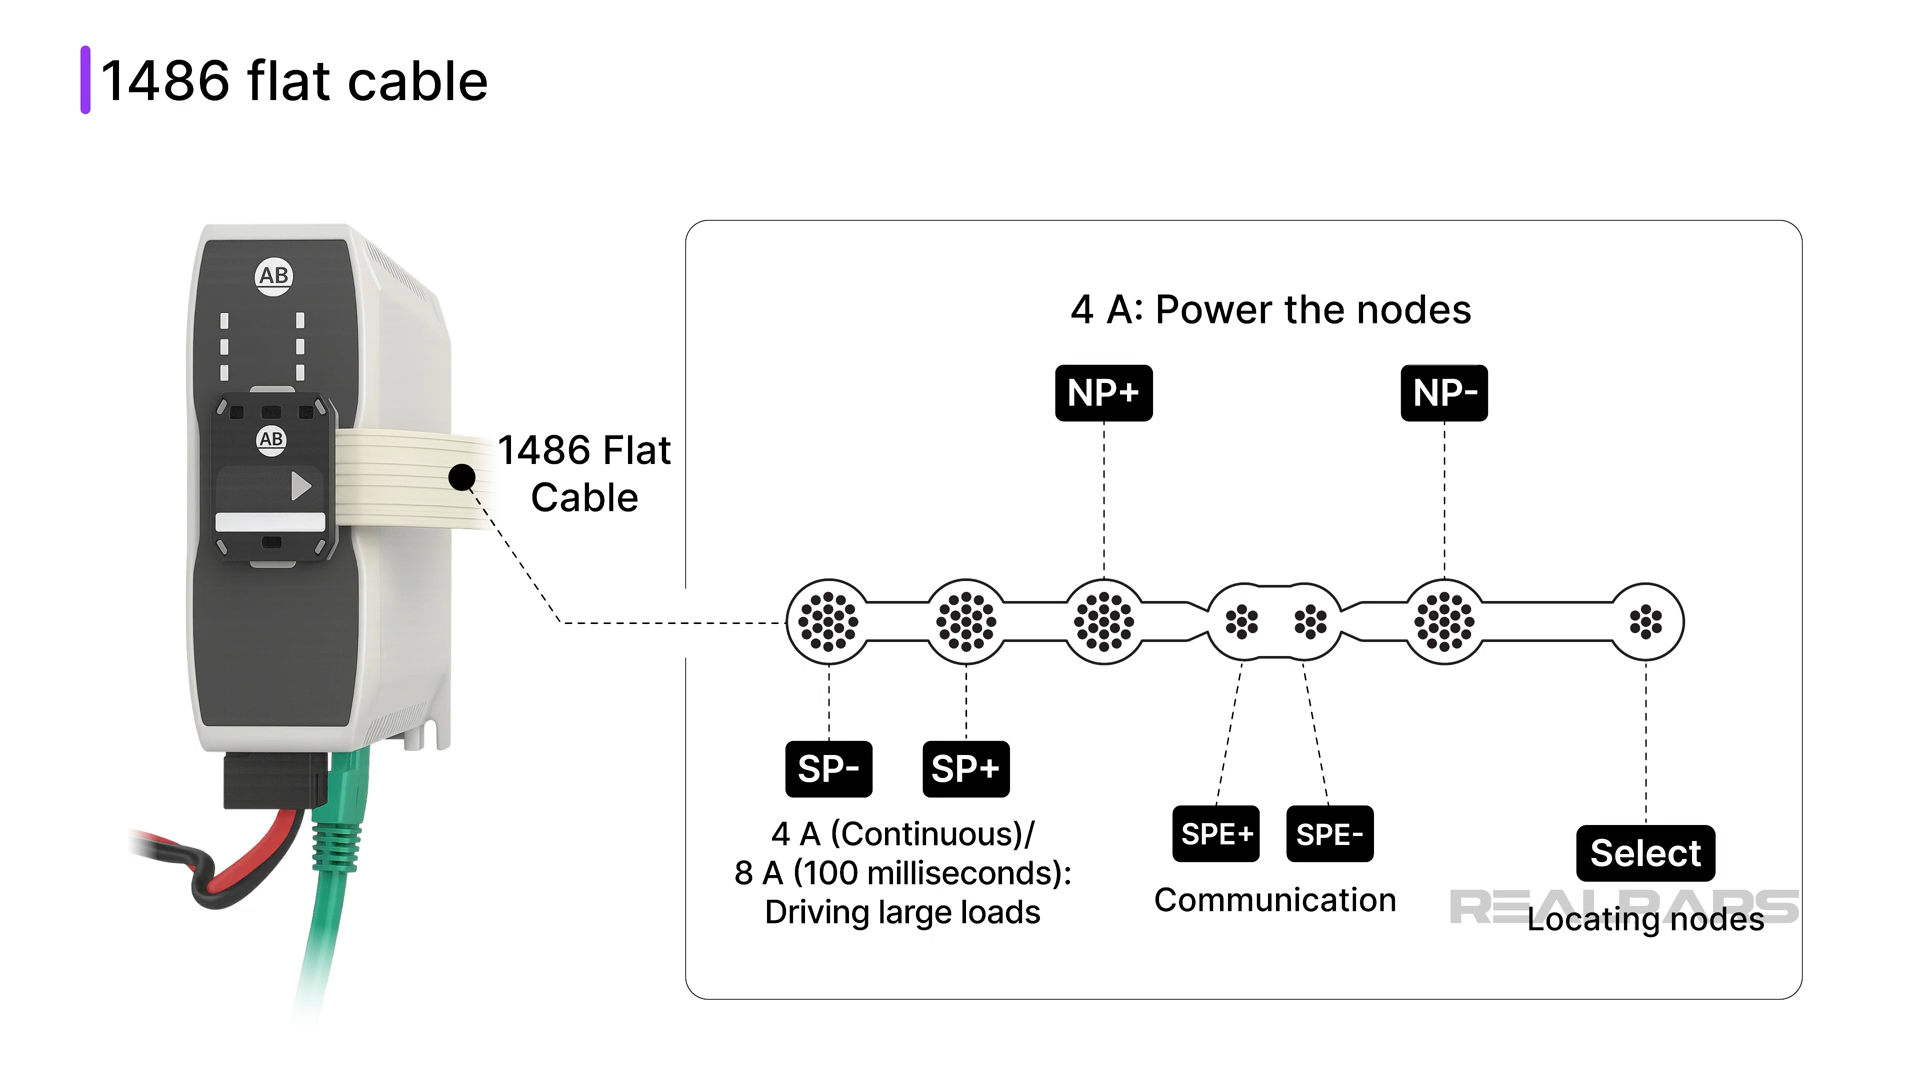 1486 flat cable
AB
AB
1486 Flat
Cable
4 A: Power the nodes
NP+
NP-
SP-
SP+
4 A (Continuous)/
8 A (100 milliseconds):
Driving large loads
SPE+
SPE-
Communication
Select
REALPARS
Locating nodes